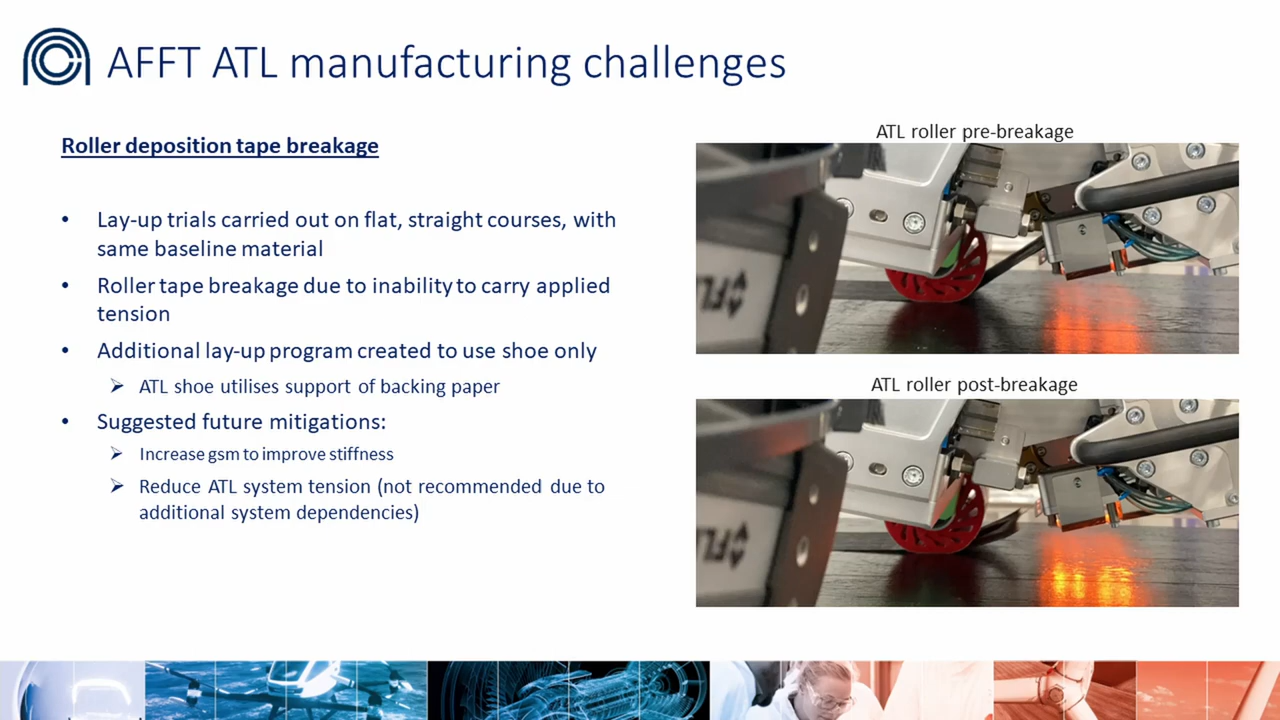 AFFT ATL manufacturing challenges
Roller deposition tape breakage
• Lay-up trials carried out on flat, straight courses, with
same baseline material
• Roller tape breakage due to inability to carry applied
tension
• Additional lay-up program created to use shoe only
➢ ATL shoe utilises support of backing paper
• Suggested future mitigations:
➢ Increase gsm to improve stiffness
➢ Reduce ATL system tension (not recommended due to
additional system dependencies)
ATL roller pre-breakage
ATL roller post-breakage